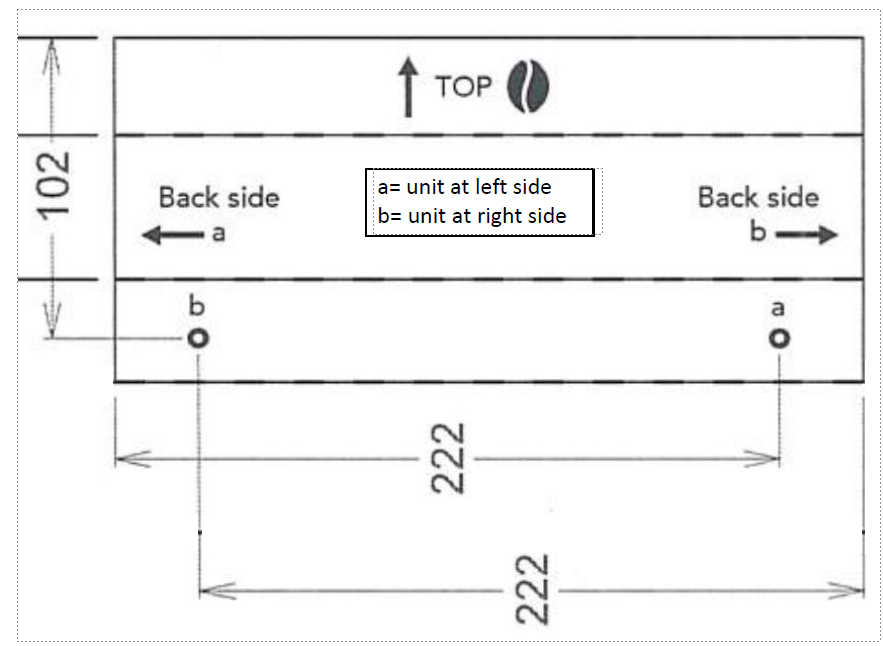 TOP
102
Back side
a
a= unit at left side
b= unit at right side
Back side
b
b
a
222
222